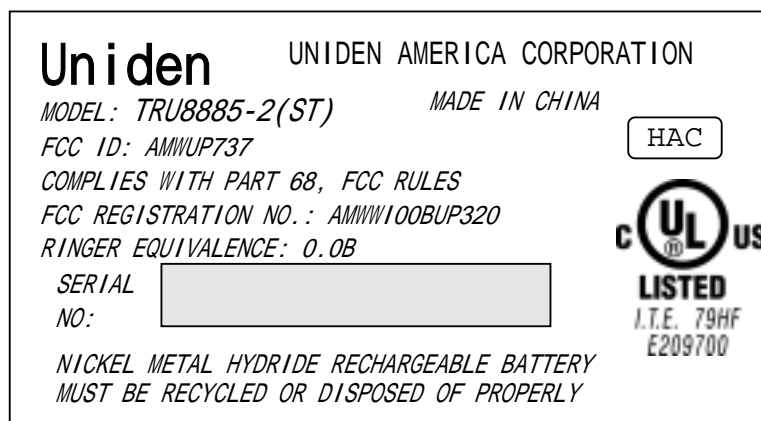 Uniden UNIDEN AMERICA CORPORATION
MODEL: TRU8885-2(ST) MADE IN CHINA
FCC ID: AMWUP737
HAC
COMPLIES WITH PART 68, FCC RULES
FCC REGISTRATION NO.: AMWWI00BUP320
RINGER EQUIVALENCE: 0.0B
C UL® US
LISTED
I.T.E. 79HF
E209700
SERIAL
NO:
NICKEL METAL HYDRIDE RECHARGEABLE BATTERY
MUST BE RECYCLED OR DISPOSED OF PROPERLY